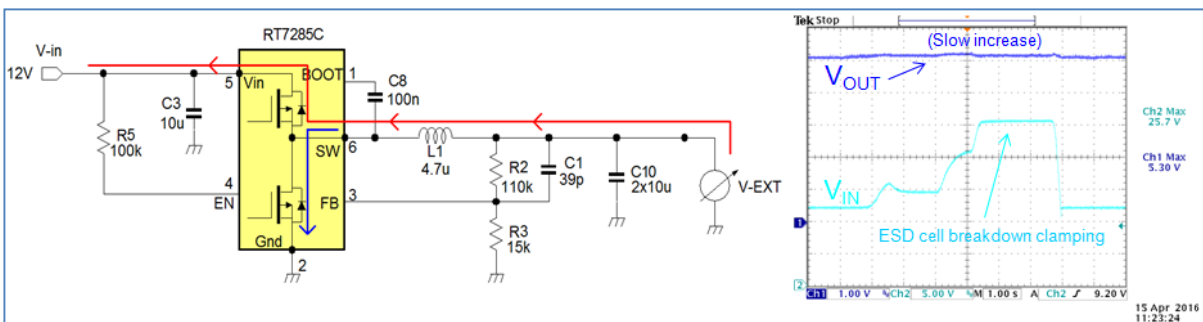 RT7285C
V-in
12V
5
Vin
BOOT
1
C8
100n
C3
10u
R5
100k
SW
6
L1
4.7u
R2
110k
C1
39p
C10
2x10u
V-EXT
4
EN
FB
3
R3
15k
Gnd
2
Tek Stop
(Slow increase)
VOUT
Ch2 Max
25.7 V
Ch1 Max
5.30 V
VIN
1
ESD cell breakdown clamping
2
Ch1 1.00 V Ch2 5.00 V M 1.00 s A Ch2 9.20 V
15 Apr 2016
11:23:24